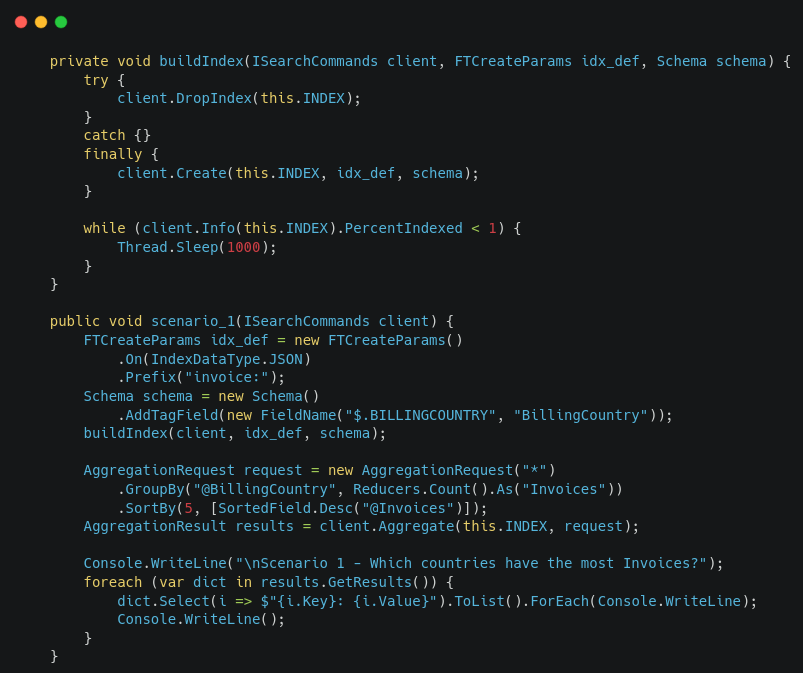 private void buildIndex(ISearchCommands client, FTCreateParams idx_def, Schema schema) {
    try {
        client.DropIndex(this.INDEX);
    }
    catch {}
    finally {
        client.Create(this.INDEX, idx_def, schema);
    }

    while (client.Info(this.INDEX).PercentIndexed < 1) {
        Thread.Sleep(1000);
    }
}

public void scenario_1(ISearchCommands client) {
    FTCreateParams idx_def = new FTCreateParams()
        .On(IndexDataType.JSON)
        .Prefix("invoice:");
    Schema schema = new Schema()
        .AddTagField(new FieldName("$.BILLINGCOUNTRY", "BillingCountry"));
    buildIndex(client, idx_def, schema);

    AggregationRequest request = new AggregationRequest("*")
        .GroupBy("@BillingCountry", Reducers.Count().As("Invoices"))
        .SortBy(5, [SortedField.Desc("@Invoices")]);
    AggregationResult results = client.Aggregate(this.INDEX, request);

    Console.WriteLine("\nScenario 1 - Which countries have the most Invoices?");
    foreach (var dict in results.GetResults()) {
        dict.Select(i => $"{i.Key}: {i.Value}").ToList().ForEach(Console.WriteLine);
        Console.WriteLine();
    }
}